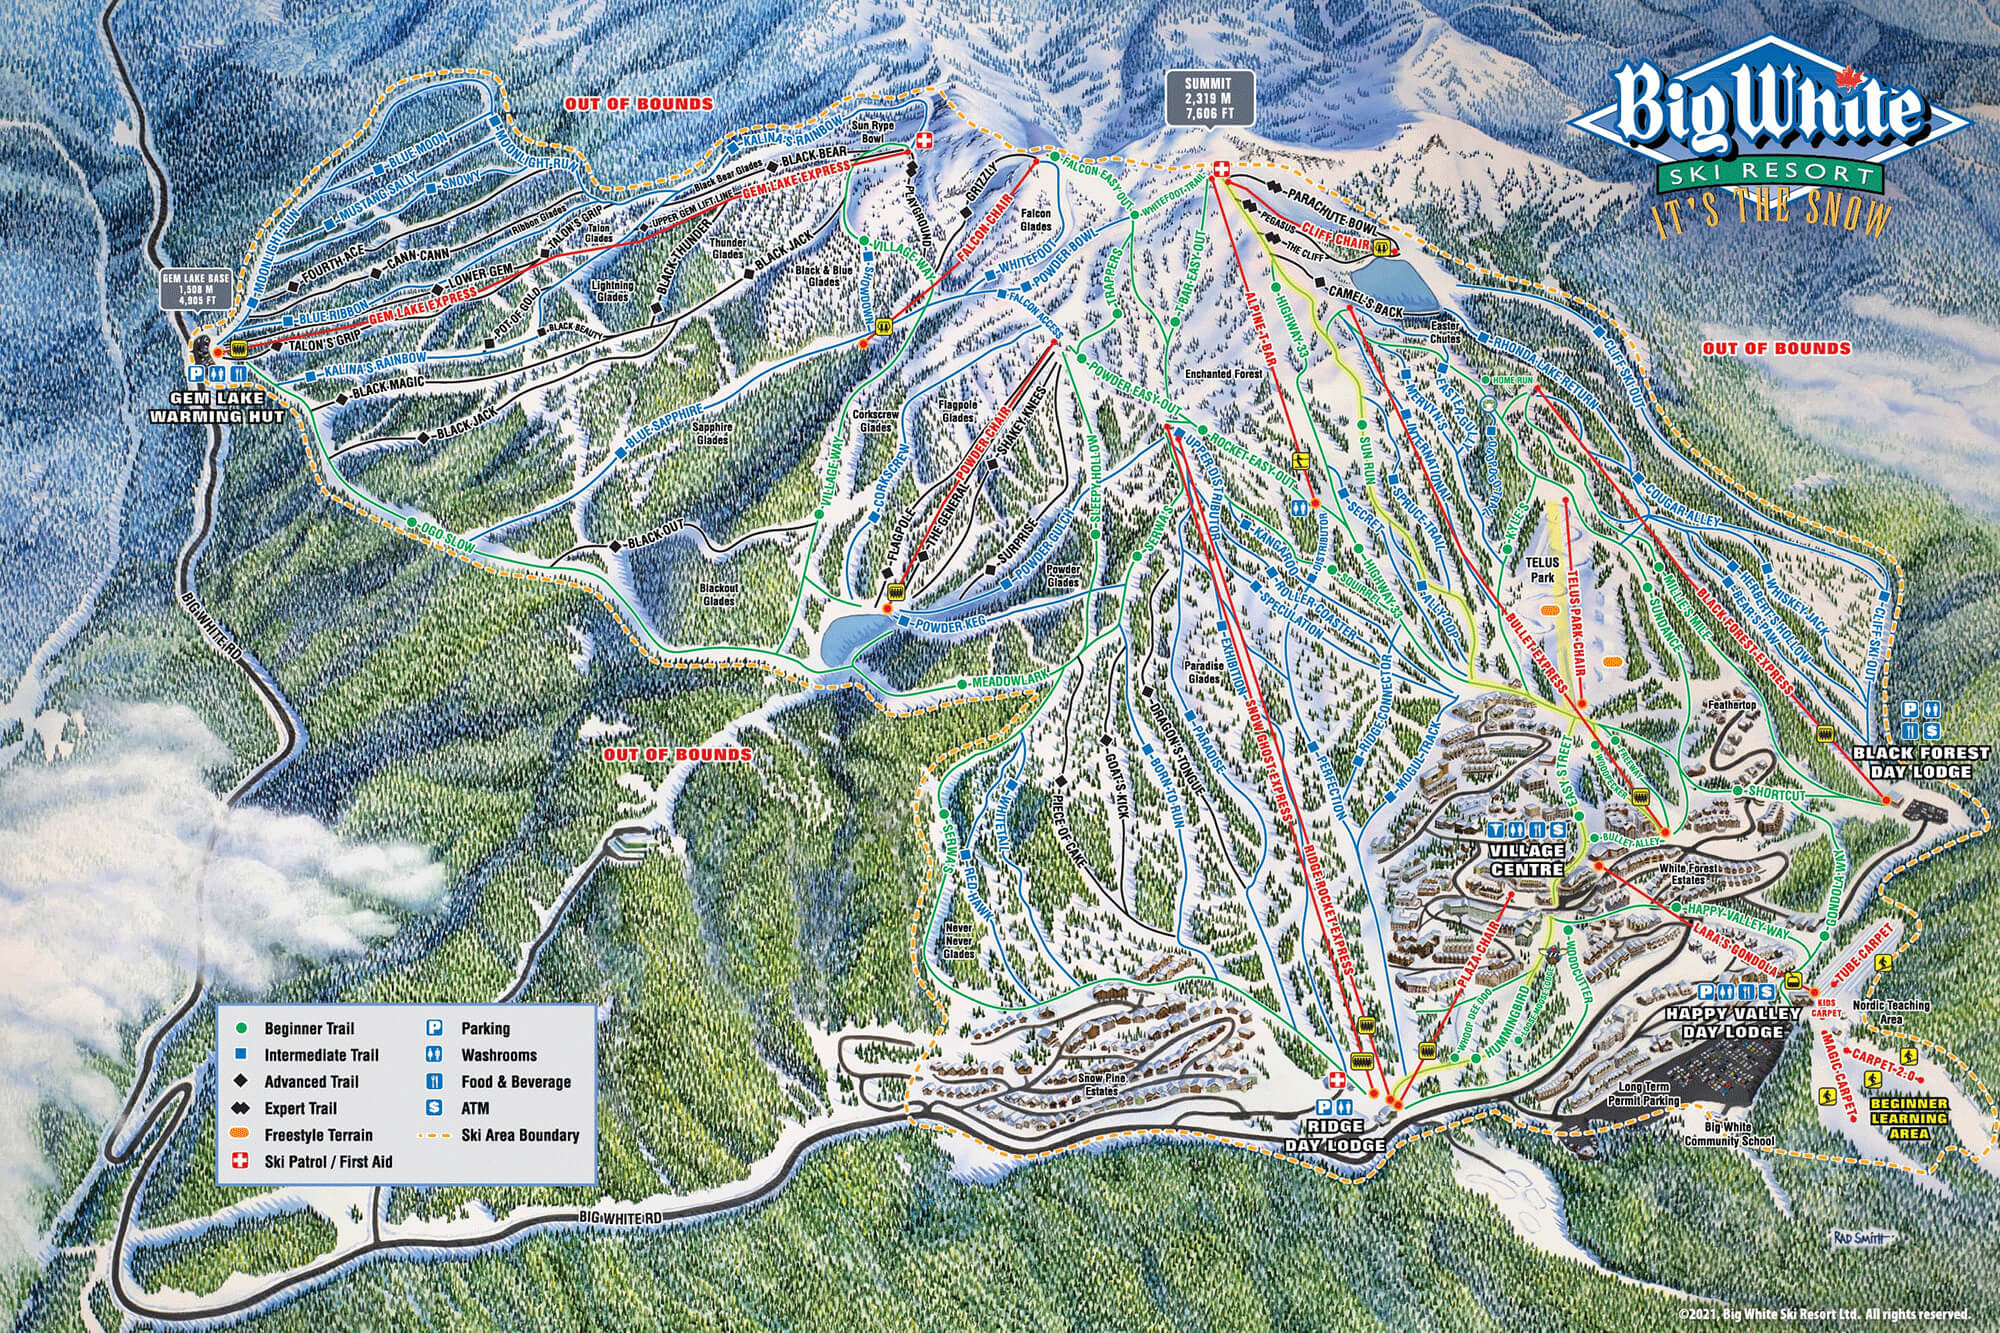 OUT OF BOUNDS
SUMMIT
2,319 M
7,606 FT
Big White
SKI RESORT
IT'S THE SNOW
KALINA'S RAINBOW
Sun Rype
Bowl
BLUE MOON
MOONLIGHT RUN
MUSTANG SALLY
SNOWY
Black Bear Glades
BLACK BEAR
GEM LAKE EXPRESS
UPPER GEM LIFT LINE
PLAYGROUND
GRIZZLY
FALCON CHAIR
FALCON EASY OUT
WHITEFOOT TRAIL
PARACHUTE BOWL
PEGASUS
CLIFF CHAIR
THE CLIFF
CAMEL'S BACK
MOONLIGHT RUN
FOURTH ACE
CANN CANN
Ribbon Glades
TALON'S GRIP
Talon
Glades
LOWER GEM
BLUE RIBBON
GEM LAKE EXPRESS
TALON'S GRIP
POT OF GOLD
BLACK BEAUTY
Lightning
Glades
BLACK THUNDER
Thunder
Glades
BLACK JACK
Black & Blue
Glades
VILLAGE WAY
SHOWDOWN
Falcon
Glades
WHITEFOOT
POWDER BOWL
FALCON ACCESS
TRAPPERS
T-BAR EASY OUT
ALPINE T-BAR
HIGHWAY 33
GEM LAKE BASE
1,508 M
4,905 FT
GEM LAKE
WARMING HUT
KALINA'S RAINBOW
BLACK MAGIC
BLACK JACK
BLUE SAPPHIRE
Sapphire
Glades
VILLAGE WAY
Corkscrew
Glades
CORKSCREW
Flagpole
Glades
POWDER CHAIR
SHAKEY KNEES
FLAGPOLE
THE GENERAL
SURPRISE
POWDER GULCH
Powder
Glades
POWDER KEG
SLEEPY HOLLOW
POWDER EASY OUT
ROCKET EASY OUT
Enchanted Forest
UPPER DISTRIBUTOR
SERWAS
KANGAROO
DISTRIBUTOR
ROLLER COASTER
SPECULATION
SQUIRREL
SECRET
HIGHWAY 33
SUN RUN
SPRUCE TRAIL
INTERNATIONAL
MERVYN'S
EASTER GULLY
Easter
Chutes
RHONDA LAKE RETURN
CLIFF SKI OUT
HOME RUN
DOORS STAR
KYLE'S
TELUS
Park
TELUS PARK CHAIR
BULLET EXPRESS
FALL OOP
COUGAR ALLEY
MILLIE'S MILE
SUNDANCE
BLACK FOREST EXPRESS
BEAR'S PAW
HERBERT'S HOLLOW
WHISKEY JACK
CLIFF SKI OUT
OUT OF BOUNDS
OGO SLOW
BLACK OUT
Blackout
Glades
MEADOWLARK
OUT OF BOUNDS
BIG WHITE RD
SERWAS
WHITETAIL
RED HAWK
Never
Never
Glades
PIECE OF CAKE
GOAT'S KICK
DRAGON'S TONGUE
BORN TO RUN
PARADISE
Paradise
Glades
EXHIBITION
SNOW GHOST EXPRESS
RIDGE ROCKET EXPRESS
PERFECTION
RIDGE CONNECTOR
MOGUL TRACK
EASY STREET
WOODPECKER
FREEWAY
BULLET ALLEY
SHORTCUT
Feathertop
BLACK FOREST
DAY LODGE
VILLAGE
CENTRE
White Forest
Estates
HAPPY VALLEY WAY
LARA'S GONDOLA
GONDOLA WAY
PLAZA CHAIR
WHOOP DEE DOO
HUMMINGBIRD
WOODCUTTER
HAPPY VALLEY
DAY LODGE
KIDS
CARPET
TUBE CARPET
Nordic Teaching
Area
MAGIC CARPET
CARPET 2.0
BEGINNER
LEARNING
AREA
Long Term
Permit Parking
Big White
Community School
Snow Pine
Estates
RIDGE
DAY LODGE
BIG WHITE RD
Beginner Trail
Intermediate Trail
Advanced Trail
Expert Trail
Freestyle Terrain
Ski Patrol / First Aid
P Parking
Washrooms
Food & Beverage
$ ATM
Ski Area Boundary
RAD SMITH
©2021, Big White Ski Resort Ltd. All rights reserved.